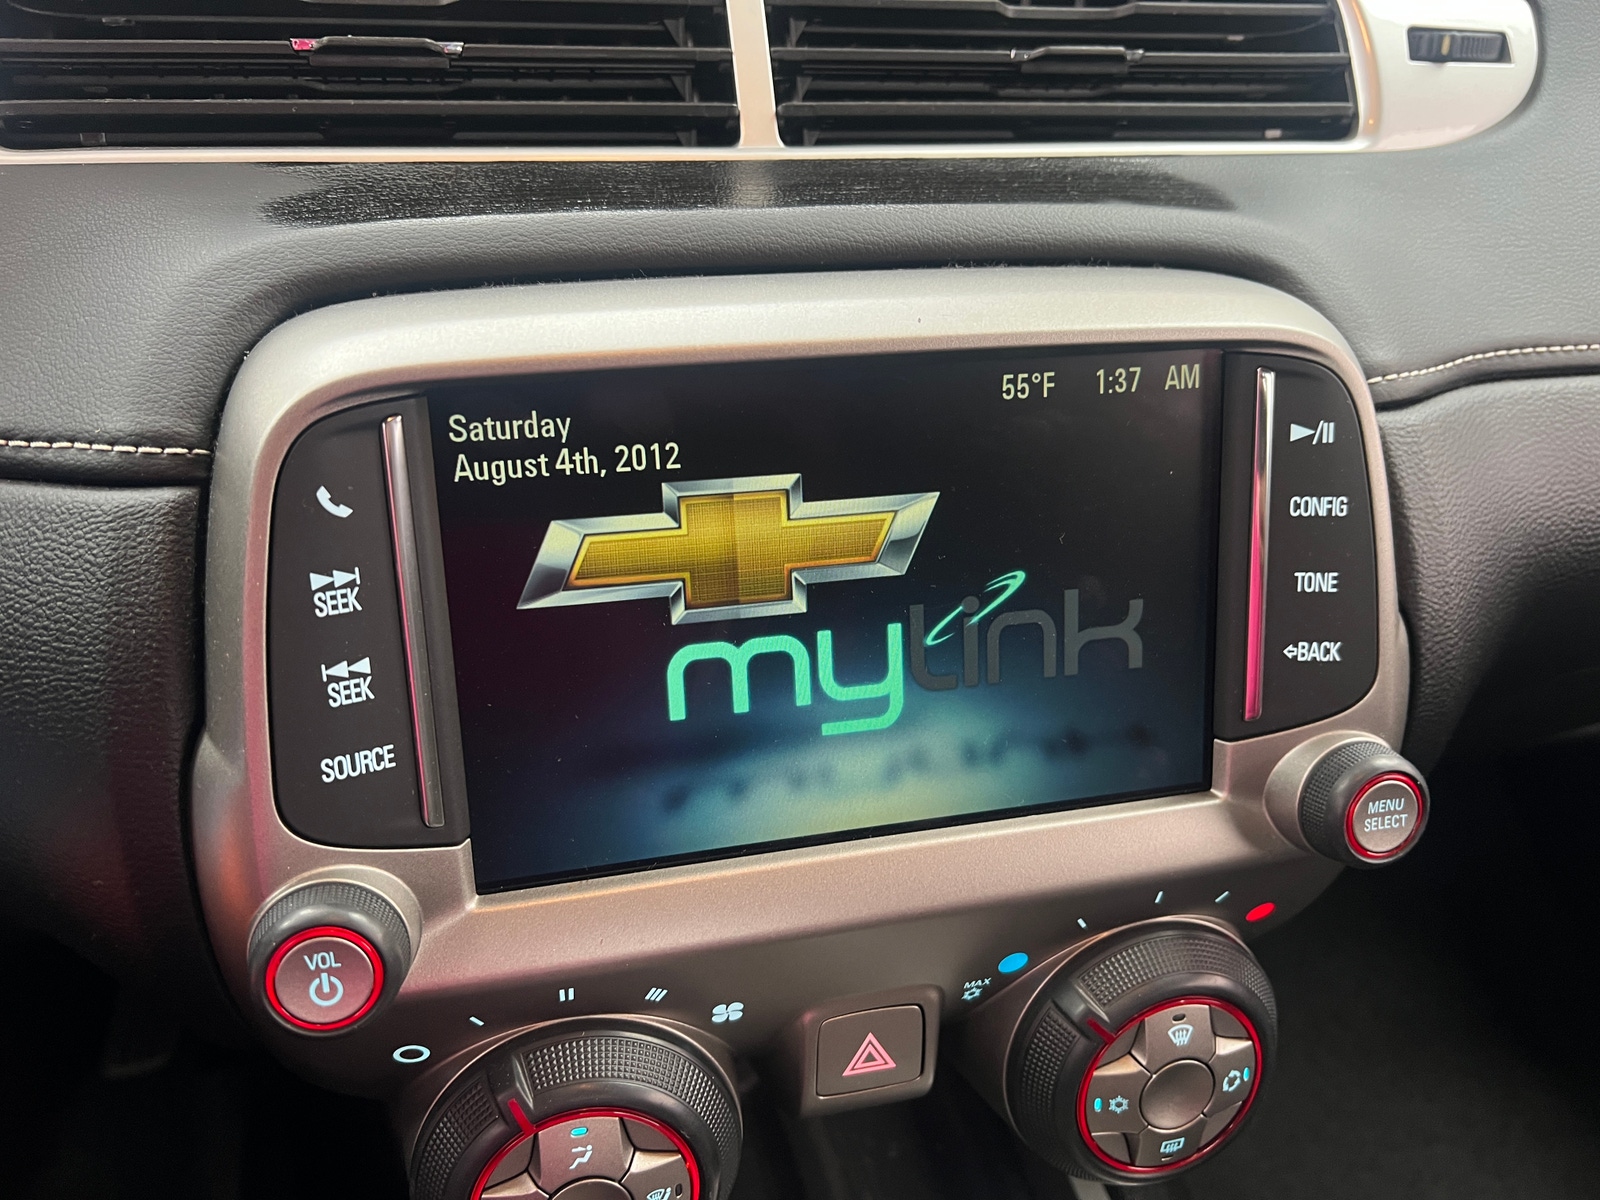 55°F 1:37 AM
Saturday
August 4th, 2012
mylink
SEEK
SEEK
SOURCE
CONFIG
TONE
BACK
VOL
MENU
SELECT
MAX